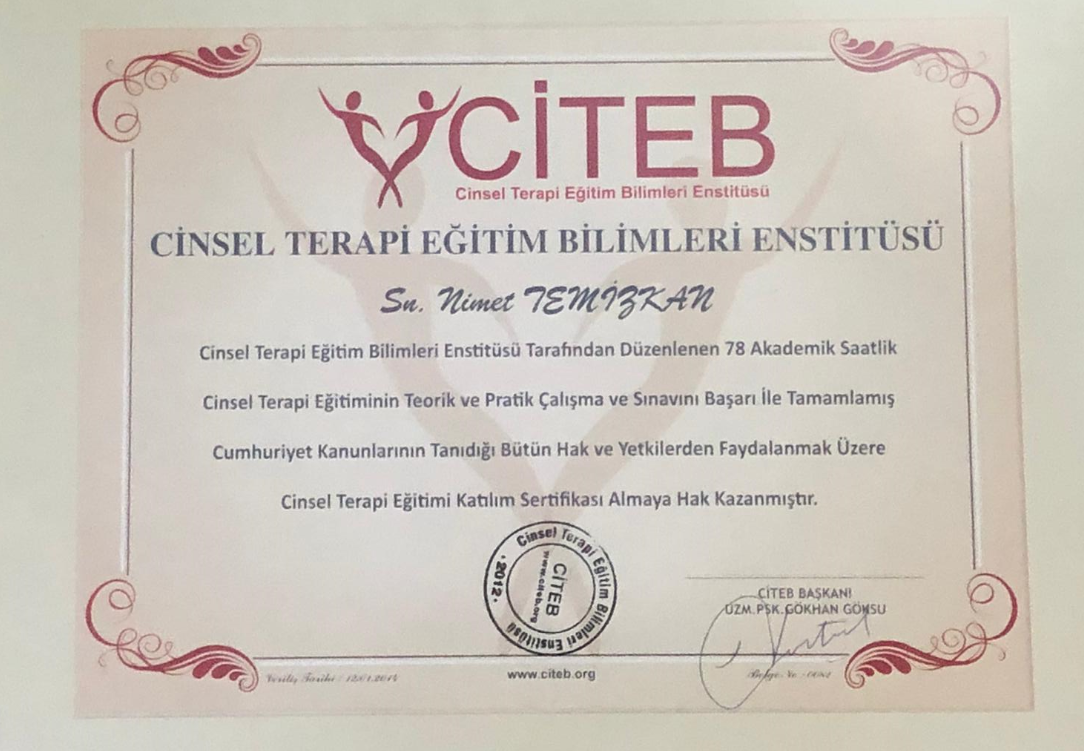 CİTEB
Cinsel Terapi Eğitim Bilimleri Enstitüsü
CİNSEL TERAPİ EĞİTİM BİLİMLERİ ENSTİTÜSÜ
Sn. Nimet TEMİZKAN
Cinsel Terapi Eğitim Bilimleri Enstitüsü Tarafından Düzenlenen 78 Akademik Saatlik
Cinsel Terapi Eğitiminin Teorik ve Pratik Çalışma ve Sınavını Başarı İle Tamamlamış
Cumhuriyet Kanunlarının Tanıdığı Bütün Hak ve Yetkilerden Faydalanmak Üzere
Cinsel Terapi Eğitimi Katılım Sertifikası Almaya Hak Kazanmıştır.
Cinsel Terapi Eğitim Bilimleri Enstitüsü
CİTEB
www.citeb.org
. 2012 .
CİTEB BAŞKANI
UZM.PSK.GÖKHAN GÖKSU
Veriliş Tarihi :
www.citeb.org
Belge No :